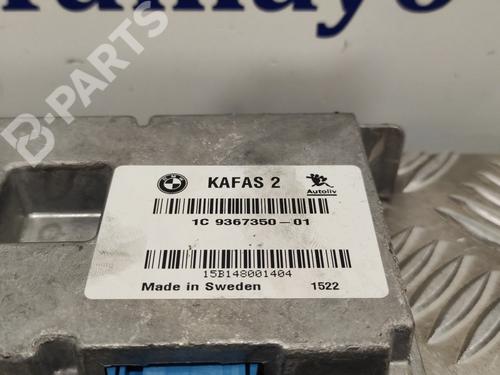 B-PARTS
KAFAS 2
Autoliv
1C 9367350-01
15B148001404
Made in Sweden 1522